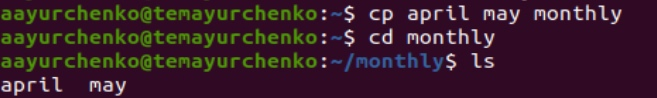 aayurchenko@temayurchenko:~$ cp april may monthly
aayurchenko@temayurchenko:~$ cd monthly
aayurchenko@temayurchenko:~/monthly$ ls
april  may